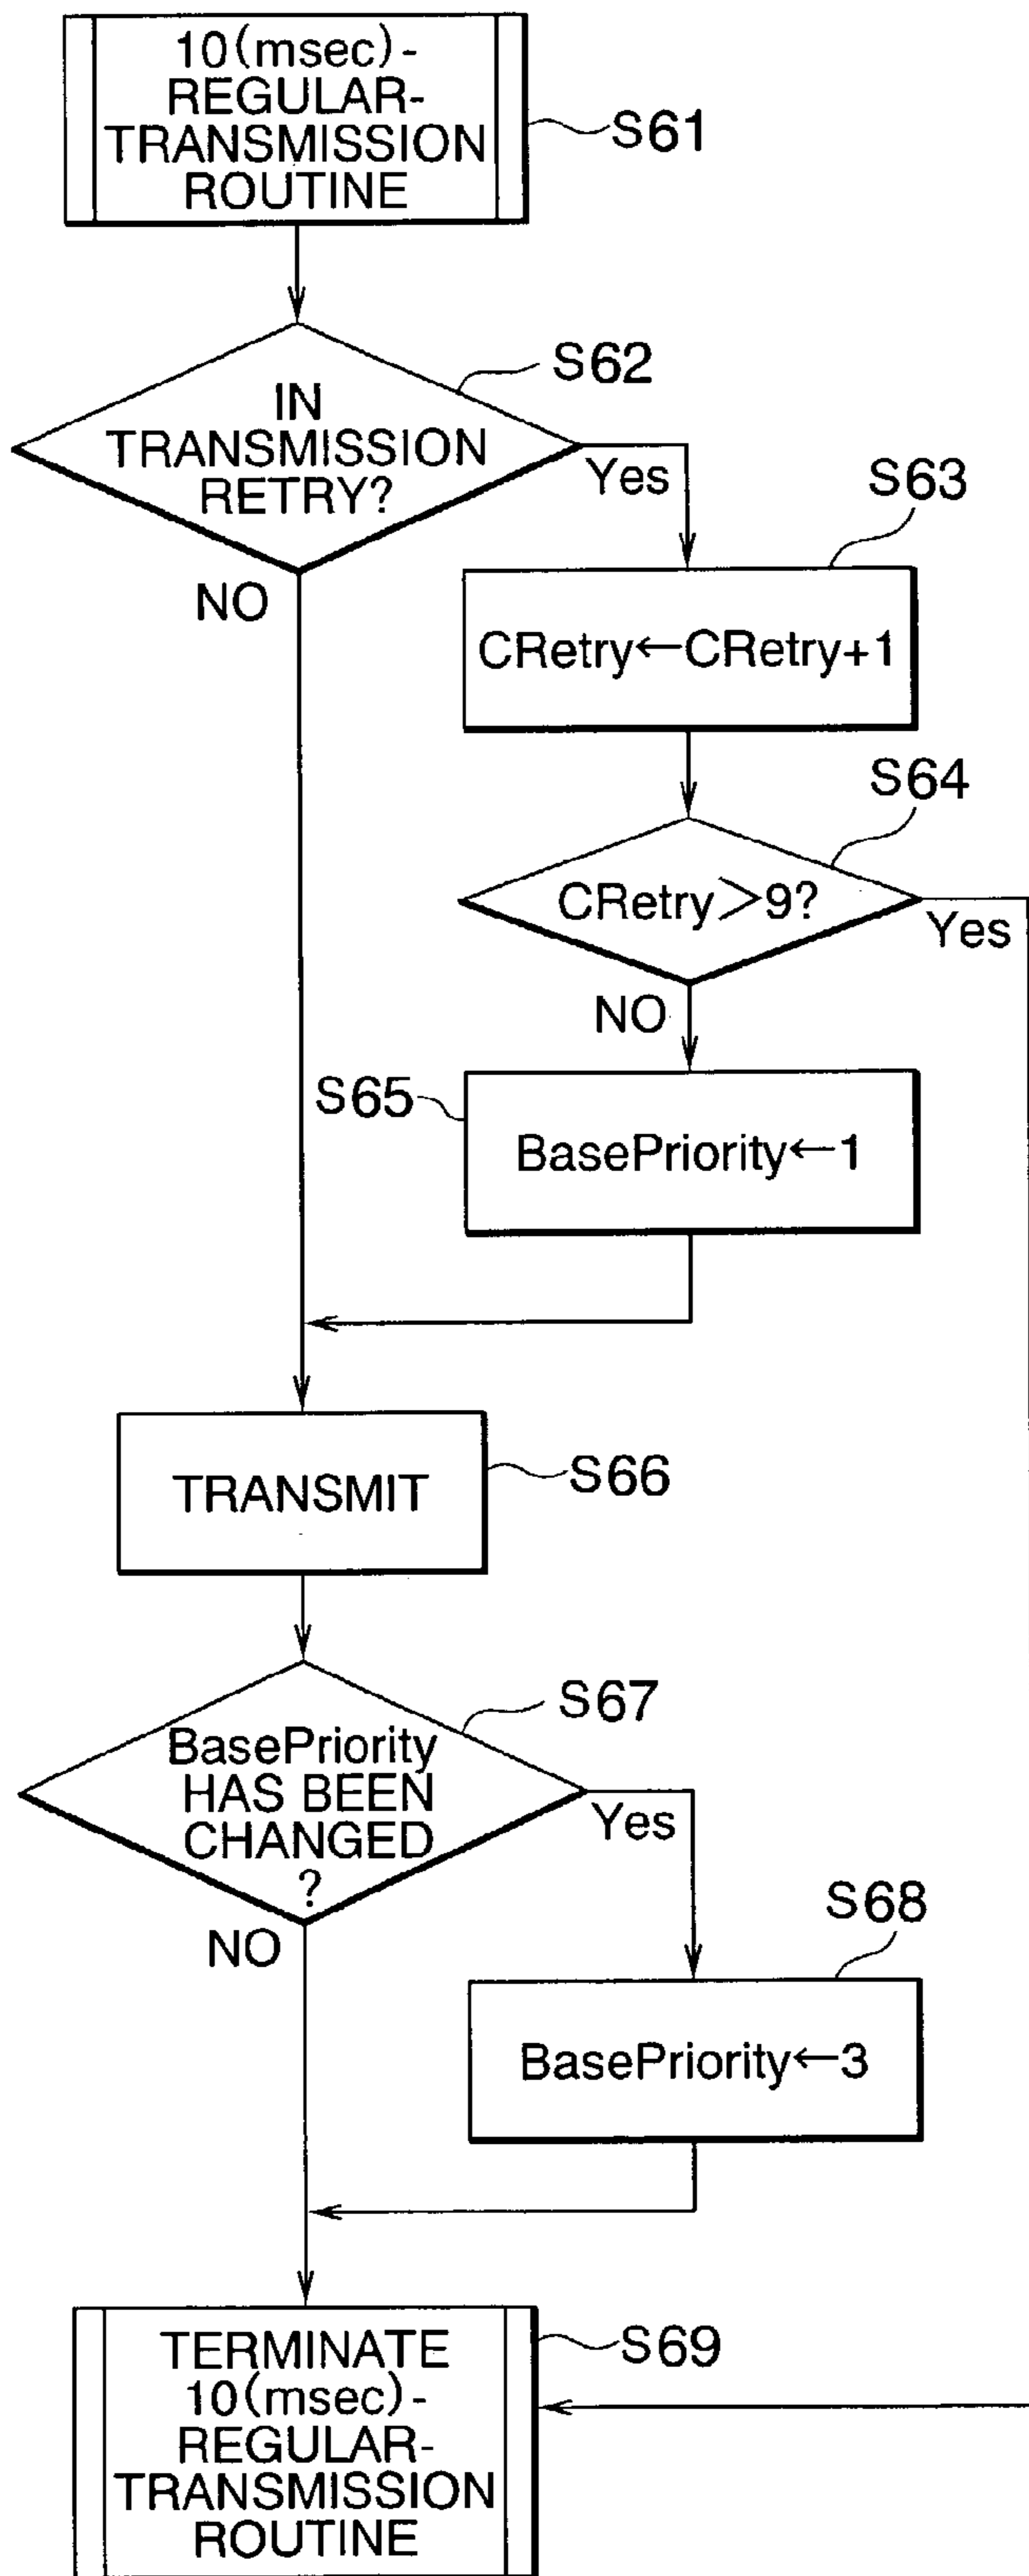 10(msec)-
REGULAR-
TRANSMISSION
ROUTINE
S61
S62
IN
TRANSMISSION
RETRY?
Yes
NO
S63
CRetry←CRetry+1
S64
CRetry>9?
Yes
NO
S65
BasePriority←1
TRANSMIT
S66
S67
BasePriority
HAS BEEN
CHANGED
?
Yes
NO
S68
BasePriority←3
TERMINATE
10(msec)-
REGULAR-
TRANSMISSION
ROUTINE
S69